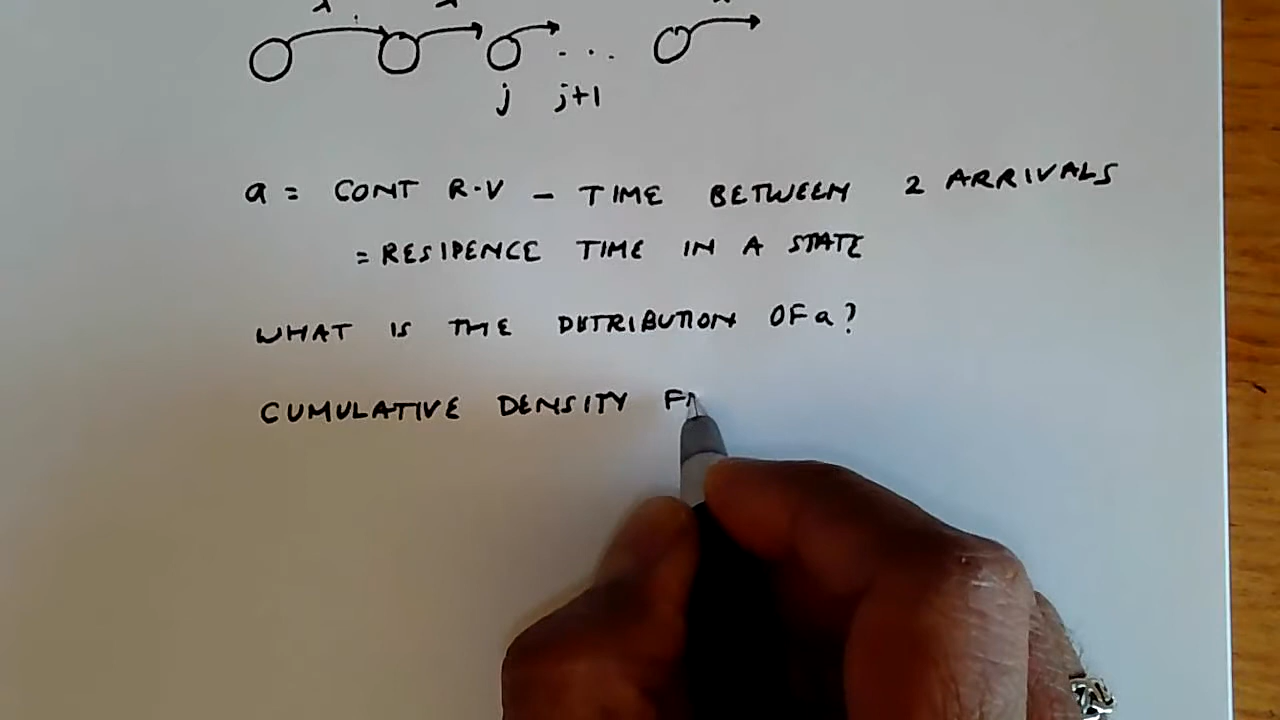 λ λ
j j+1
a = CONT R.V - TIME BETWEEN 2 ARRIVALS
= RESIDENCE TIME IN A STATE
WHAT IS THE DISTRIBUTION OF a?
CUMULATIVE DENSITY